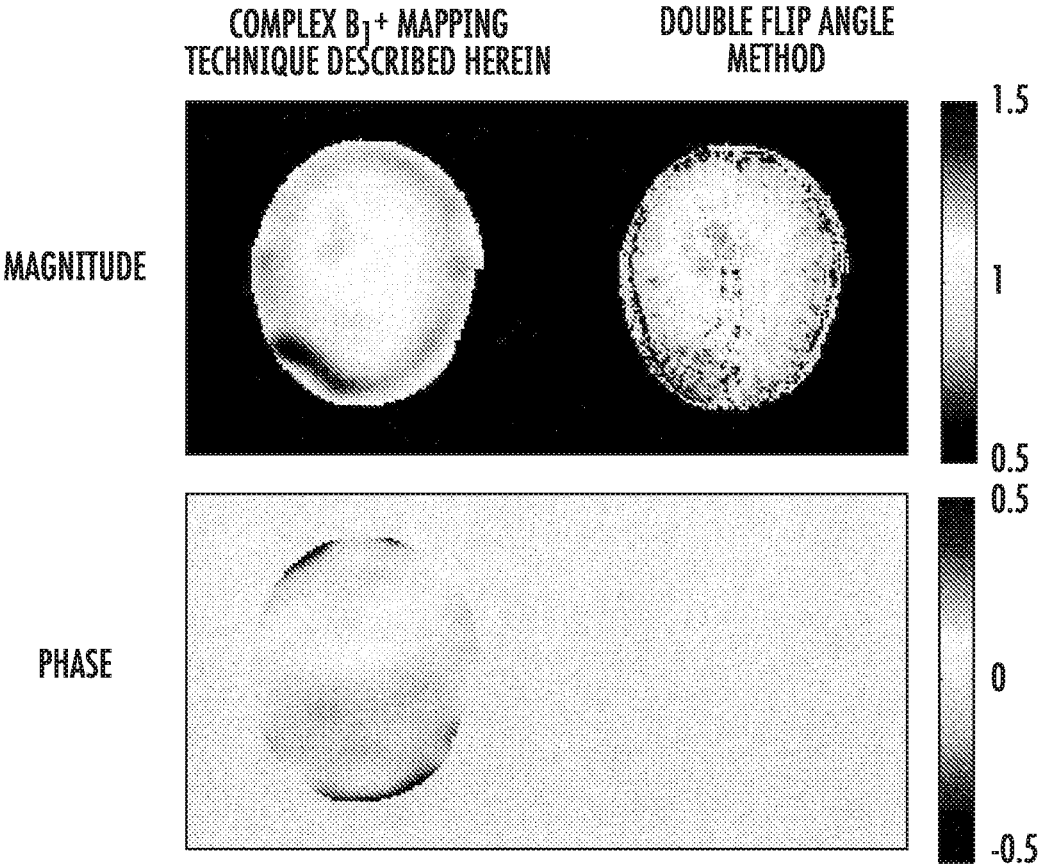 COMPLEX B1+ MAPPING
TECHNIQUE DESCRIBED HEREIN
DOUBLE FLIP ANGLE
METHOD
MAGNITUDE
1.5
1
0.5
PHASE
0.5
0
-0.5